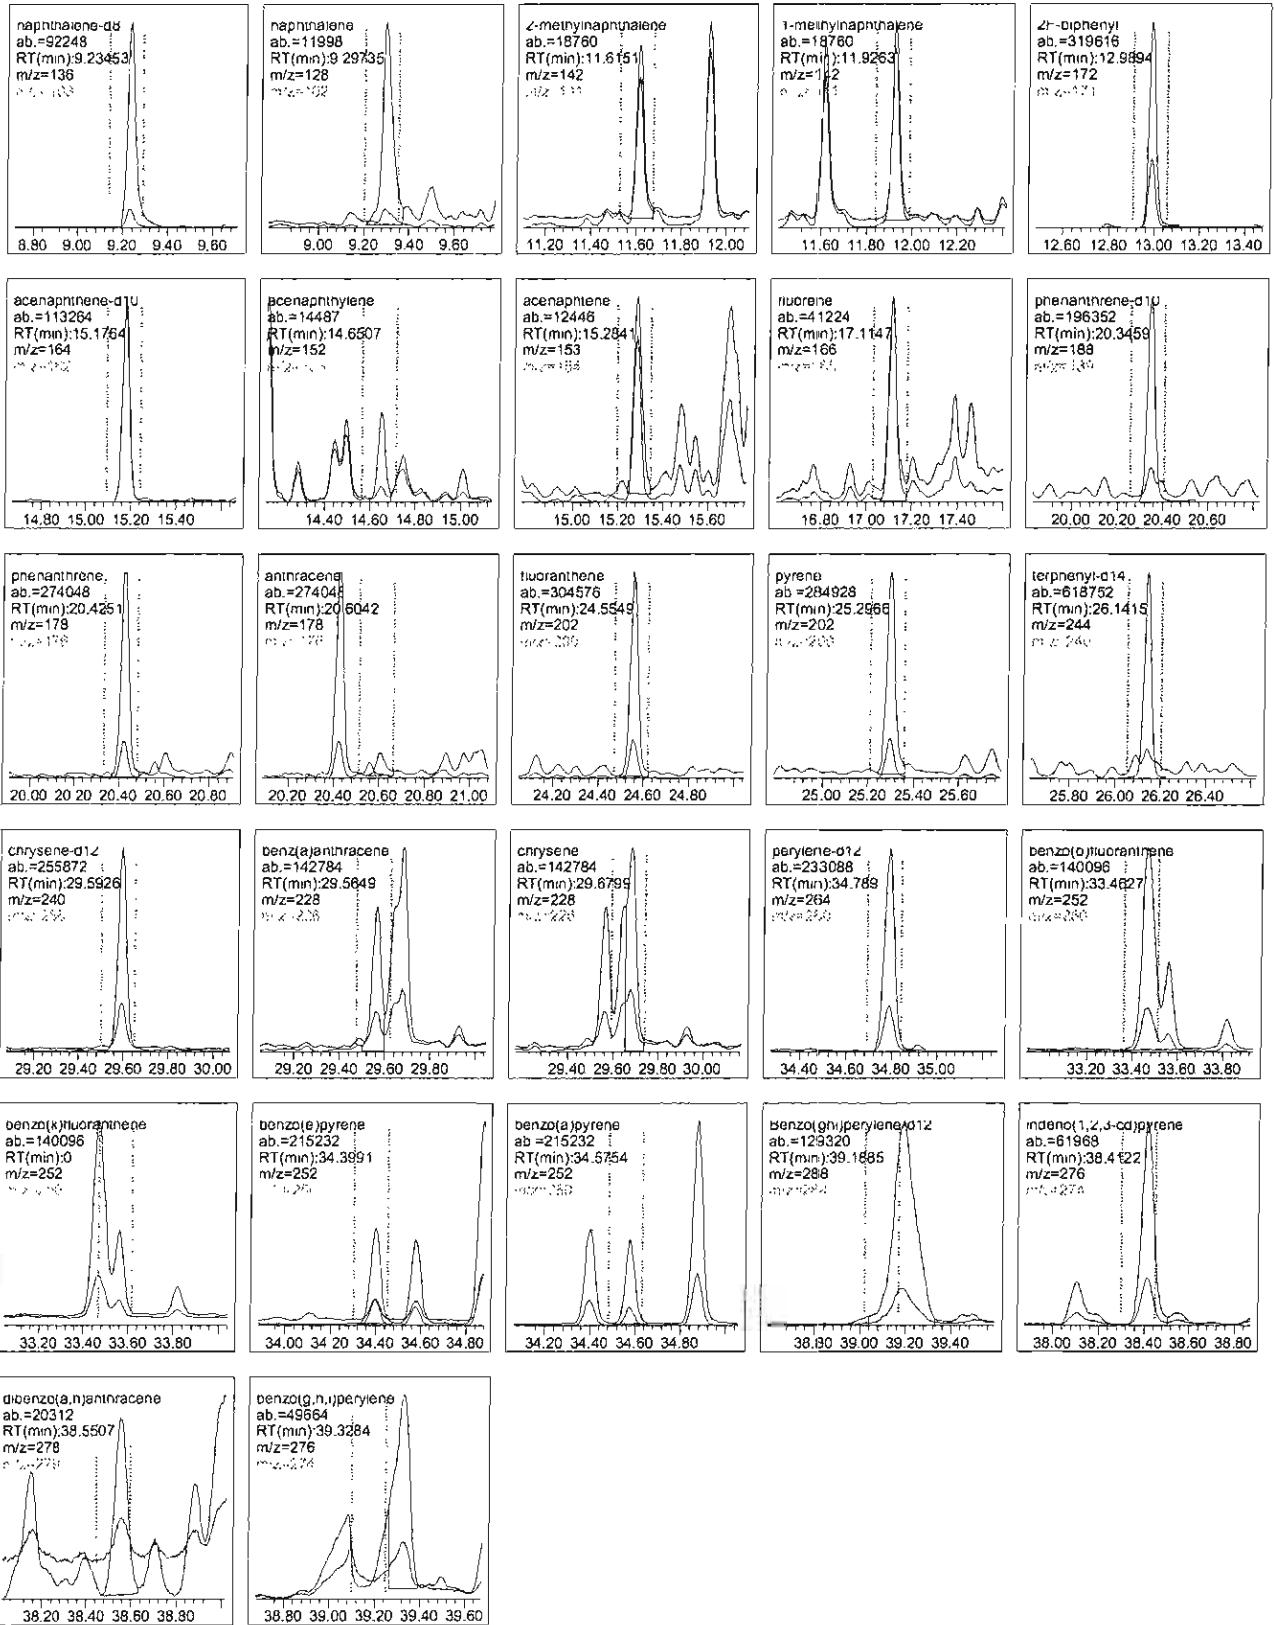 naphthalene-d8
ab.=92248
RT(min):9.23453
m/z=136
8.80 9.00 9.20 9.40 9.60
naphthalene
ab.=11998
RT(min):9.29735
m/z=128
9.00 9.20 9.40 9.60
2-methylnaphthalene
ab.=18760
RT(min):11.6151
m/z=142
11.20 11.40 11.60 11.80 12.00
1-methylnaphthalene
ab.=18760
RT(min):11.9263
11.60 11.80 12.00 12.20
2F-biphenyl
ab.=319616
RT(min):12.9894
m/z=172
12.60 12.80 13.00 13.20 13.40
acenaphthene-d10
ab.=113264
RT(min):15.1764
m/z=164
14.80 15.00 15.20 15.40
acenaphthylene
ab.=14487
RT(min):14.6507
m/z=152
14.40 14.60 14.80 15.00
acenaphtene
ab.=12446
RT(min):15.2841
m/z=153
15.00 15.20 15.40 15.60
fluorene
ab.=41224
RT(min):17.1147
m/z=166
16.80 17.00 17.20 17.40
phenanthrene-d10
ab.=196352
RT(min):20.3459
m/z=188
20.00 20.20 20.40 20.60
phenanthrene
ab.=274048
RT(min):20.4251
m/z=178
20.00 20.20 20.40 20.60 20.80
anthracene
ab.=274048
RT(min):20.6042
m/z=178
20.20 20.40 20.60 20.80 21.00
fluoranthene
ab.=304576
RT(min):24.5549
m/z=202
24.20 24.40 24.60 24.80
pyrene
ab.=284928
RT(min):25.2966
m/z=202
25.00 25.20 25.40 25.60
terphenyl-d14
ab.=618752
RT(min):26.1415
m/z=244
25.80 26.00 26.20 26.40
chrysene-d12
ab.=255872
RT(min):29.5926
m/z=240
29.20 29.40 29.60 29.80 30.00
benz(a)anthracene
ab.=142784
RT(min):29.5649
m/z=228
29.20 29.40 29.60 29.80
chrysene
ab.=142784
RT(min):29.6799
m/z=228
29.40 29.60 29.80 30.00
perylene-d12
ab.=233088
RT(min):34.789
m/z=264
34.40 34.60 34.80 35.00
benzo(b)fluoranthene
ab.=140096
RT(min):33.4627
m/z=252
33.20 33.40 33.60 33.80
benzo(k)fluoranthene
ab.=140096
RT(min):0
m/z=252
33.20 33.40 33.60 33.80
benzo(e)pyrene
ab.=215232
RT(min):34.3991
m/z=252
34.00 34.20 34.40 34.60 34.80
benzo(a)pyrene
ab.=215232
RT(min):34.5754
m/z=252
34.20 34.40 34.60 34.80
Benzo(ghi)perylene-d12
ab.=129320
RT(min):39.1885
m/z=288
38.80 39.00 39.20 39.40
indeno(1,2,3-cd)pyrene
ab.=61968
RT(min):38.4122
m/z=276
38.00 38.20 38.40 38.60 38.80
dibenzo(a,h)anthracene
ab.=20312
RT(min):38.5507
m/z=278
38.20 38.40 38.60 38.80
benzo(g,h,i)perylene
ab.=49664
RT(min):39.3284
m/z=276
38.80 39.00 39.20 39.40 39.60